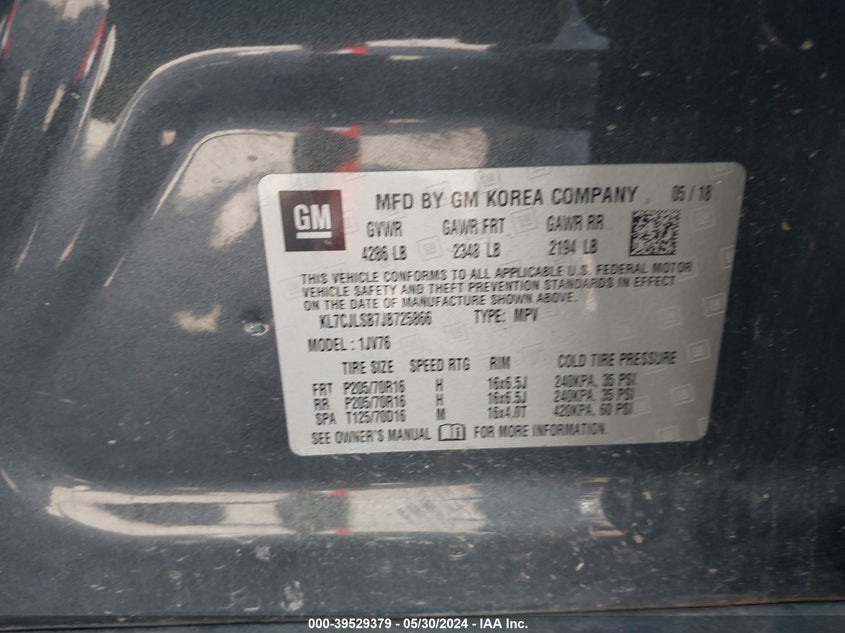 GM
MFD BY GM KOREA COMPANY 05 / 18
GVWR GAWR FRT GAWR RR
4286 LB 2348 LB 2194 LB
THIS VEHICLE CONFORMS TO ALL APPLICABLE U.S. FEDERAL MOTOR
VEHICLE SAFETY AND THEFT PREVENTION STANDARDS IN EFFECT
ON THE DATE OF MANUFACTURE SHOWN ABOVE.
KL7CJLSB7JB725866 TYPE: MPV
MODEL : 1JV76
TIRE SIZE SPEED RTG RIM COLD TIRE PRESSURE
FRT P205/70R16 H 16x6.5J 240KPA, 35 PSI
RR P205/70R16 H 16x6.5J 240KPA, 35 PSI
SPA T125/70D16 M 16x4.0T 420KPA, 60 PSI
SEE OWNER'S MANUAL FOR MORE INFORMATION.
000-39529379 - 05/30/2024 - IAA Inc.